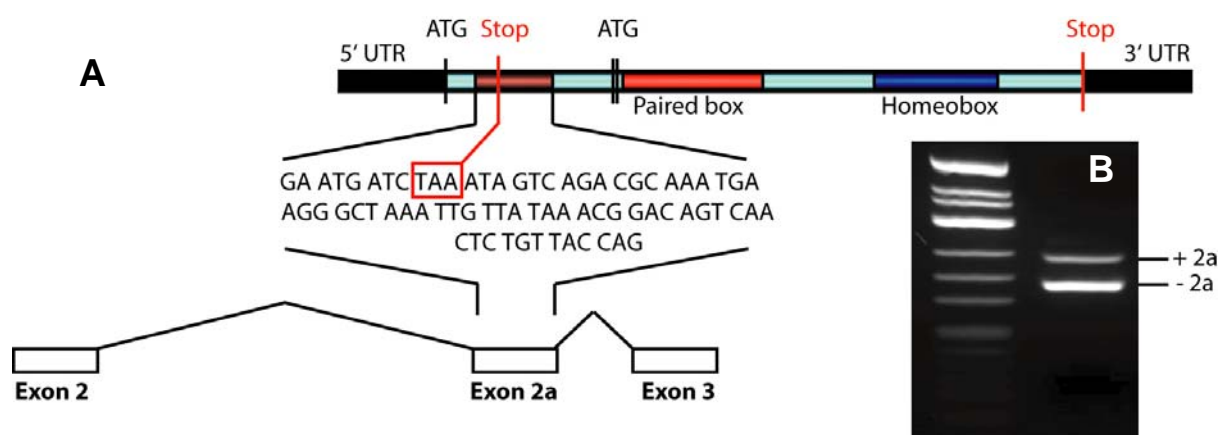 A
5' UTR
ATG
Stop
ATG
Stop
3' UTR
Paired box
Homeobox
GA ATG ATC TAA ATA GTC AGA CGC AAA TGA
AGG GCT AAA TTG TTA TAA ACG GAC AGT CAA
CTC TGT TAC CAG
Exon 2
Exon 2a
Exon 3
B
+ 2a
- 2a